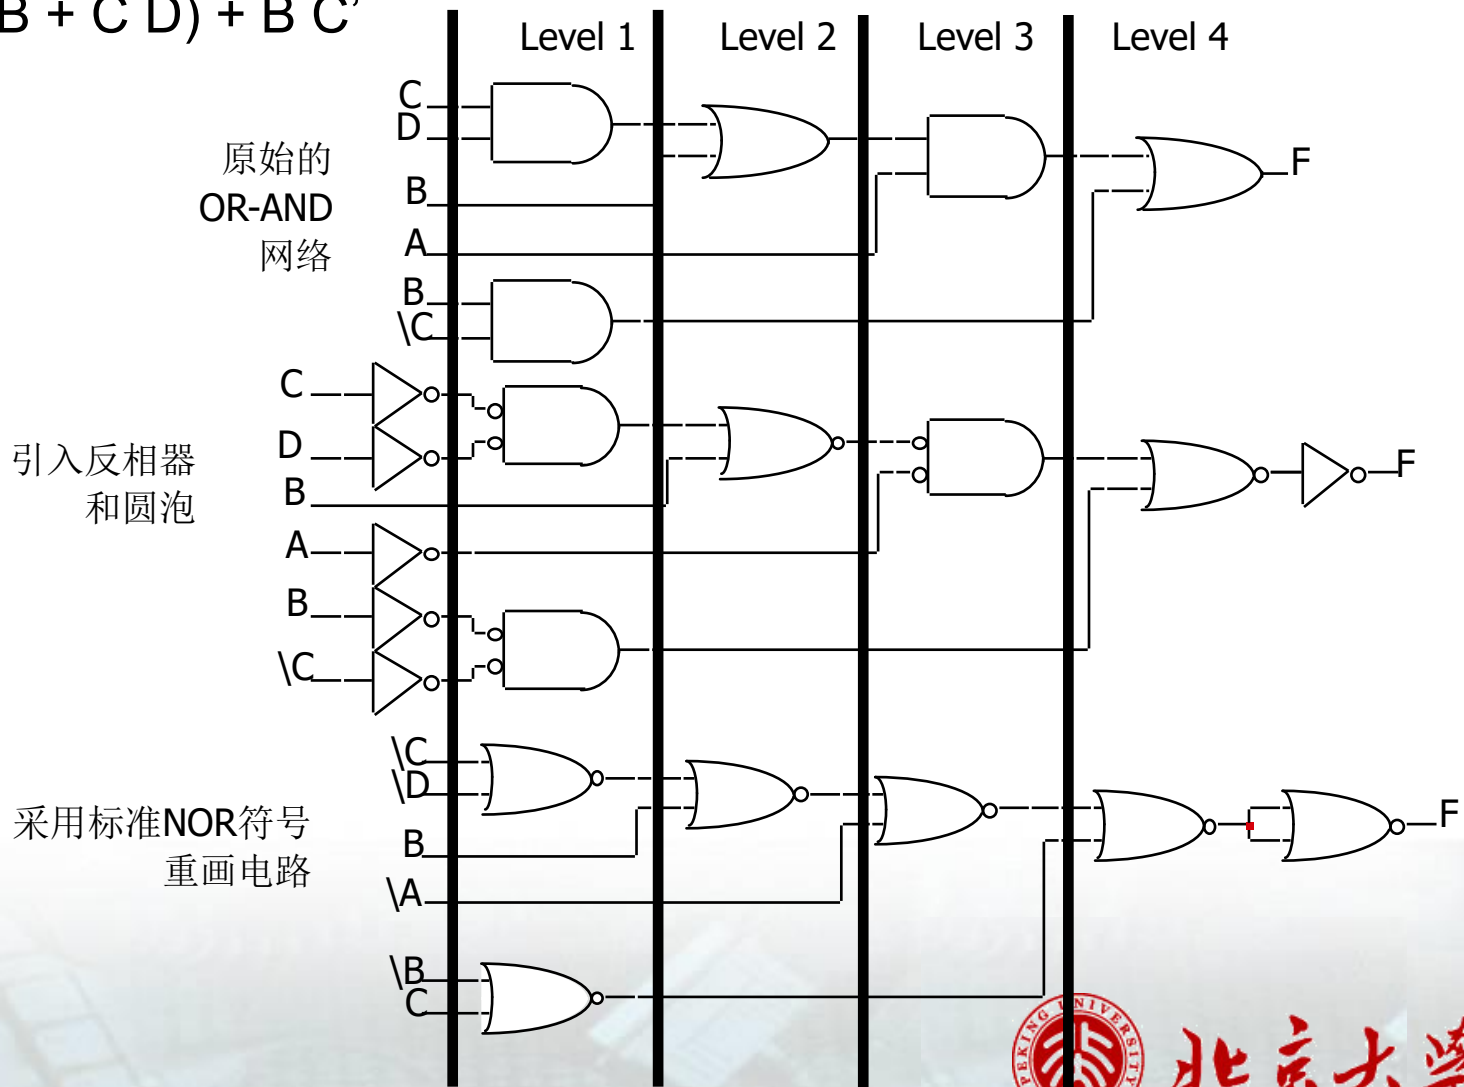 B + C D) + B C’
Level 1 Level 2 Level 3 Level 4
C
D
原始的
OR-AND
网络
B
A
B
\C
F
C
D
引入反相器
和圆泡
B
A
B
\C
F
\C
\D
采用标准NOR符号
重画电路
B
\A
\B
C
F
PEKING UNIVERSITY
北京大学